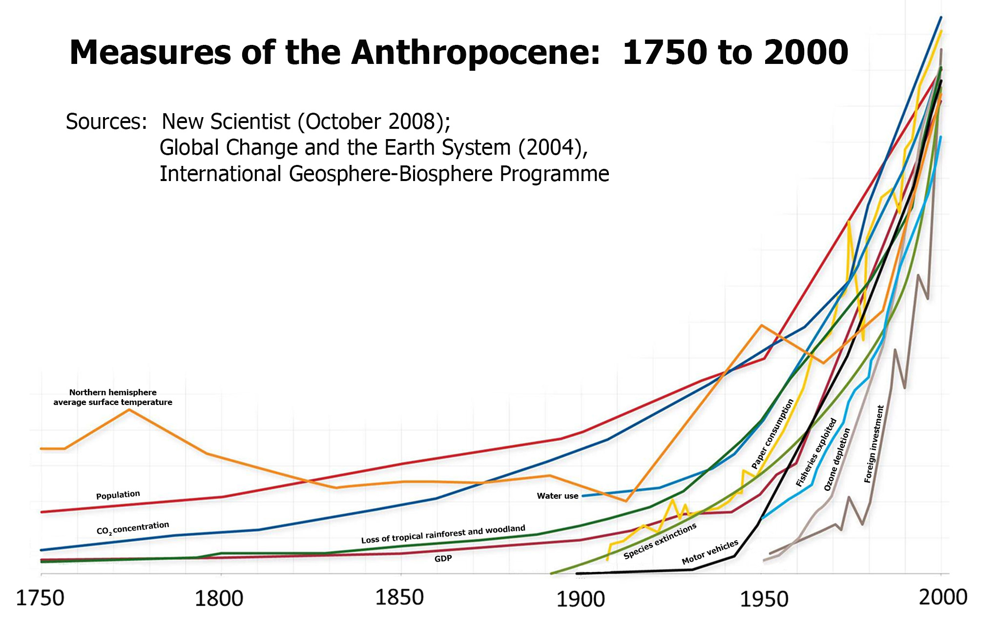 Measures of the Anthropocene:  1750 to 2000
Sources:  New Scientist (October 2008);
Global Change and the Earth System (2004),
International Geosphere-Biosphere Programme
Northern hemisphere
average surface temperature
Population
CO2 concentration
Loss of tropical rainforest and woodland
GDP
Water use
Species extinctions
Motor vehicles
Paper consumption
Fisheries exploited
Ozone depletion
Foreign investment
1750
1800
1850
1900
1950
2000